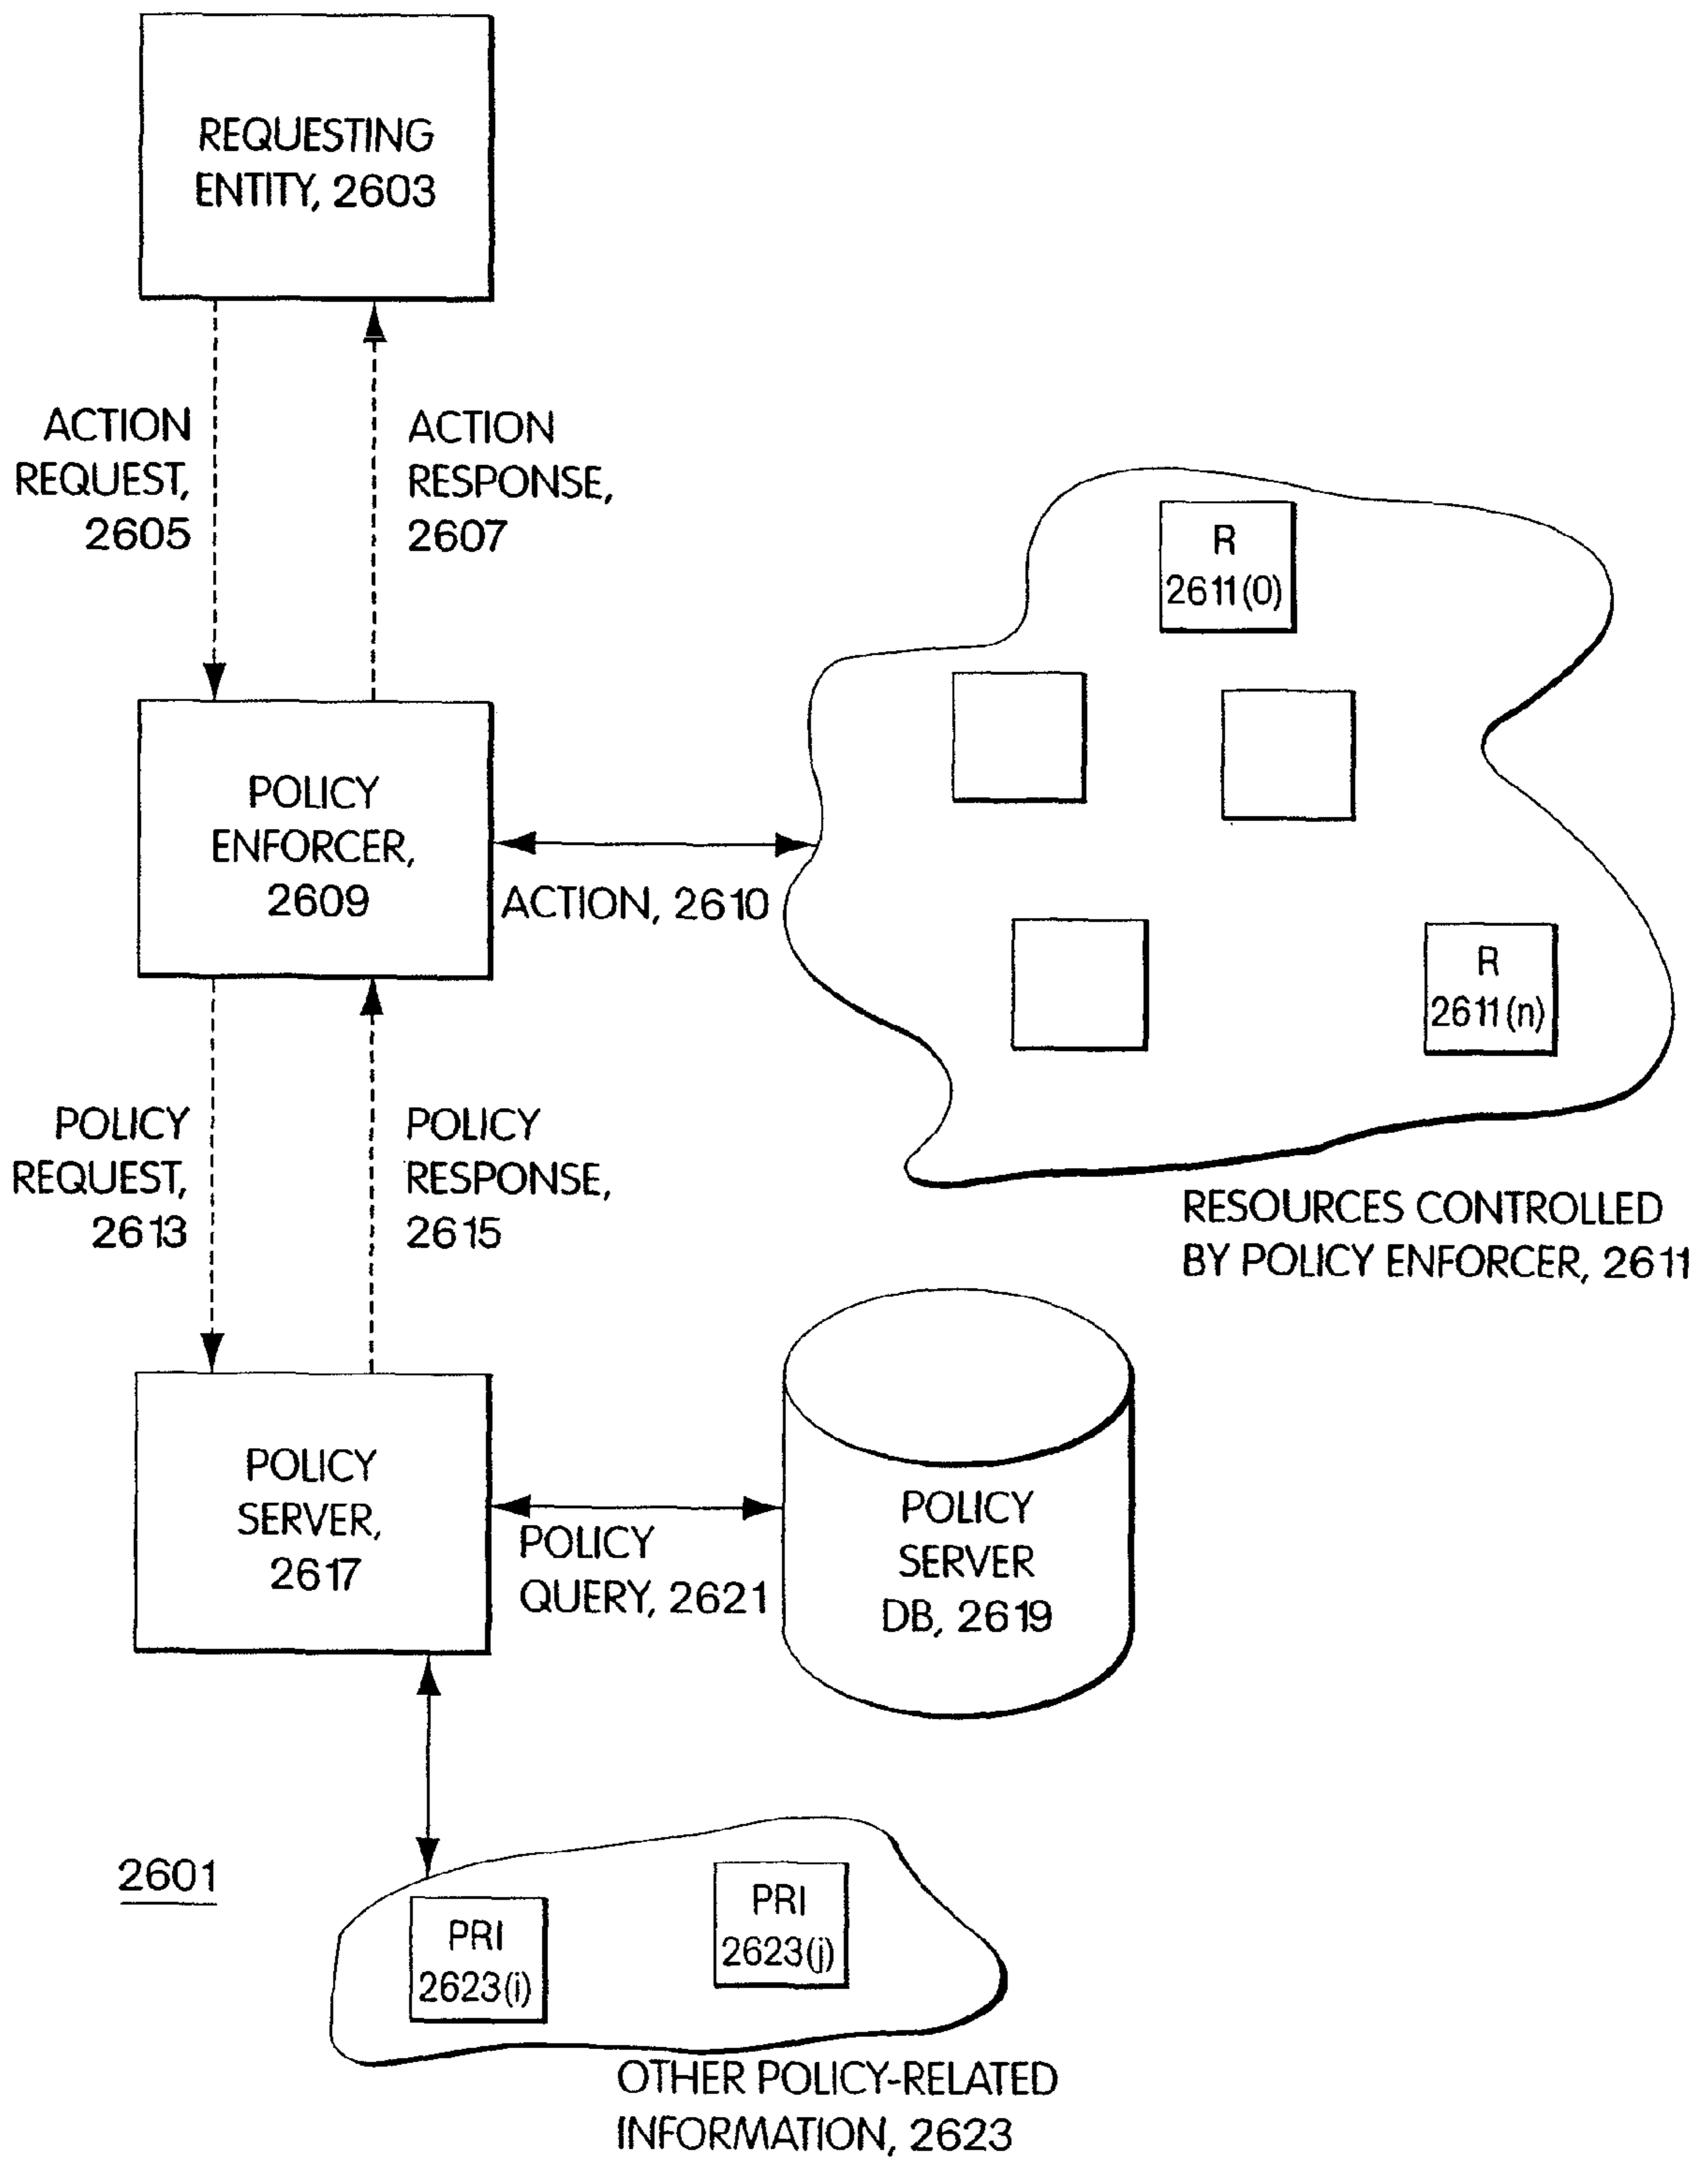 REQUESTING
ENTITY, 2603
ACTION
REQUEST,
2605
ACTION
RESPONSE,
2607
R
2611(0)
POLICY
ENFORCER,
2609
ACTION, 2610
R
2611(n)
POLICY
REQUEST,
2613
POLICY
RESPONSE,
2615
RESOURCES CONTROLLED
BY POLICY ENFORCER, 2611
POLICY
SERVER,
2617
POLICY
QUERY, 2621
POLICY
SERVER
DB, 2619
2601
PRI
2623(i)
PRI
2623(j)
OTHER POLICY-RELATED
INFORMATION, 2623